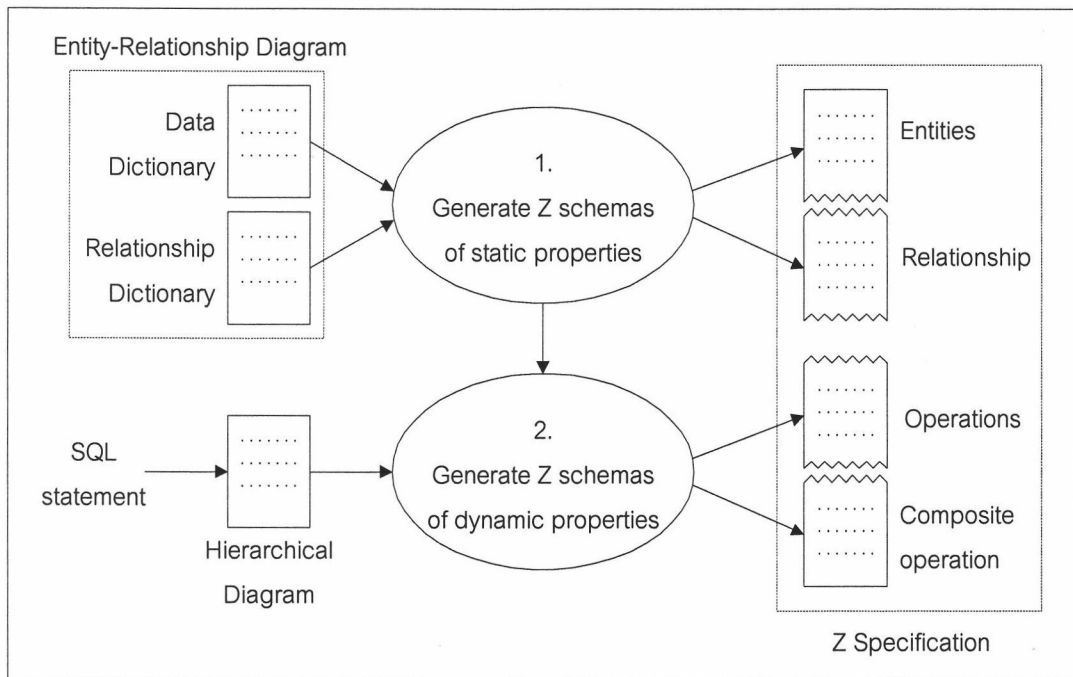 Entity-Relationship Diagram
Data
Dictionary
Relationship
Dictionary
1.
Generate Z schemas
of static properties
Entities
Relationship
SQL
statement
Hierarchical
Diagram
2.
Generate Z schemas
of dynamic properties
Operations
Composite
operation
Z Specification